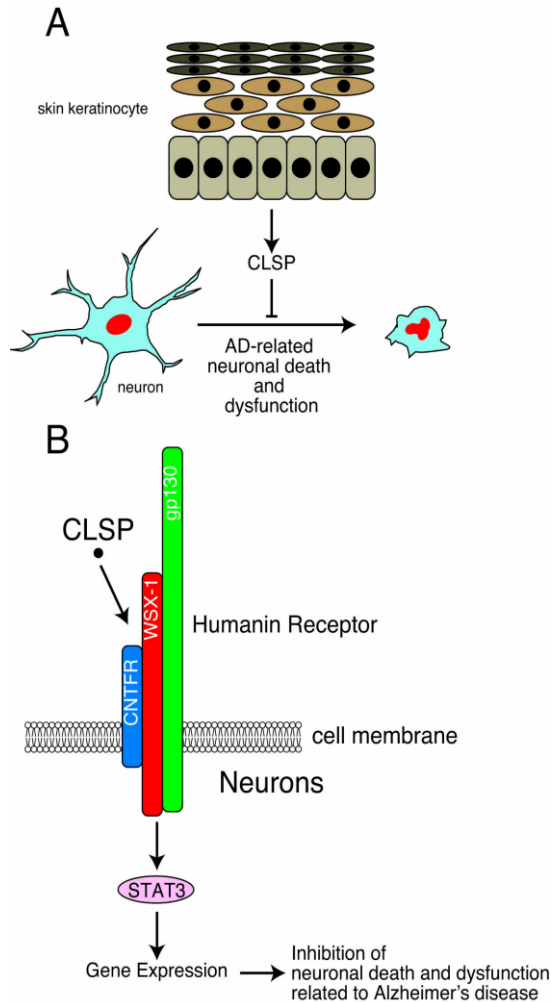 A
skin keratinocyte
CLSP
neuron
AD-related
neuronal death
and
dysfunction
B
CLSP
gp130
WSX-1
CNTFR
Humanin Receptor
cell membrane
Neurons
STAT3
Gene Expression
Inhibition of
neuronal death and dysfunction
related to Alzheimer's disease